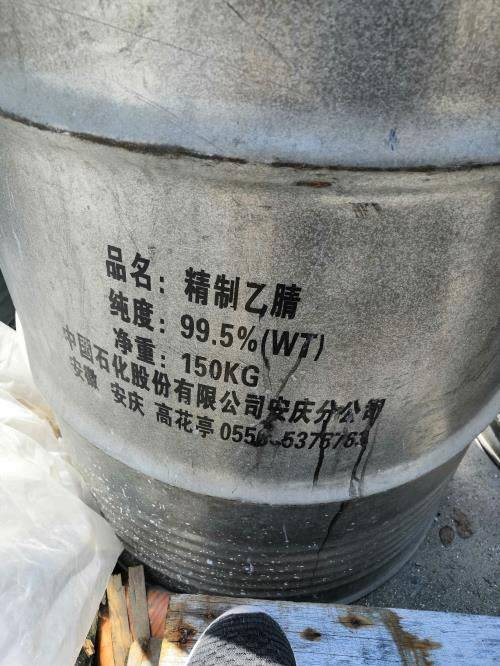 品名：精制乙腈
纯度：99.5%(WT)
净重：150KG
中國石化股份有限公司安庆分公司
安徽 安庆 高花亭